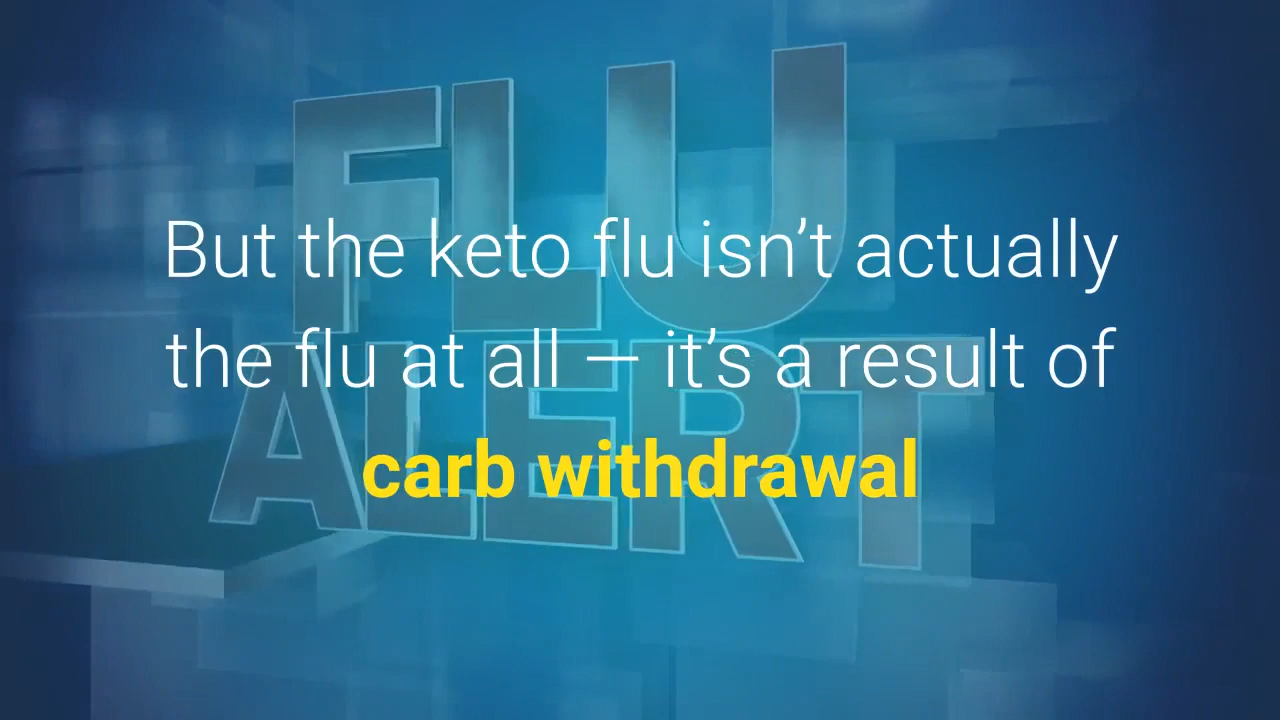 FLU
ALERT
But the keto flu isn’t actually
the flu at all — it’s a result of
carb withdrawal